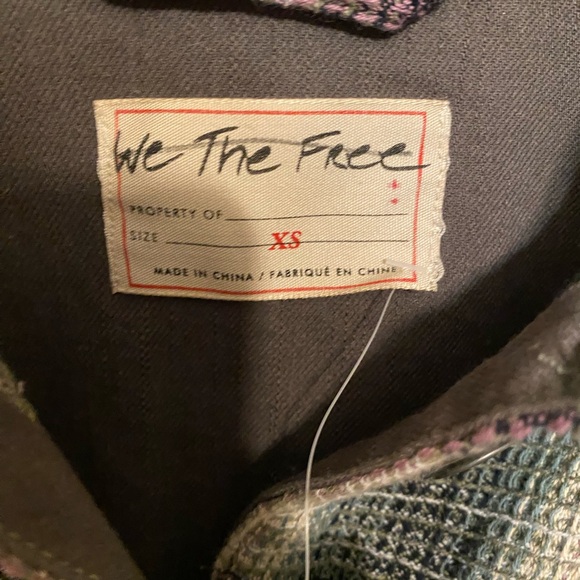 We The Free
PROPERTY OF
SIZE XS
MADE IN CHINA / FABRIQUÉ EN CHINE